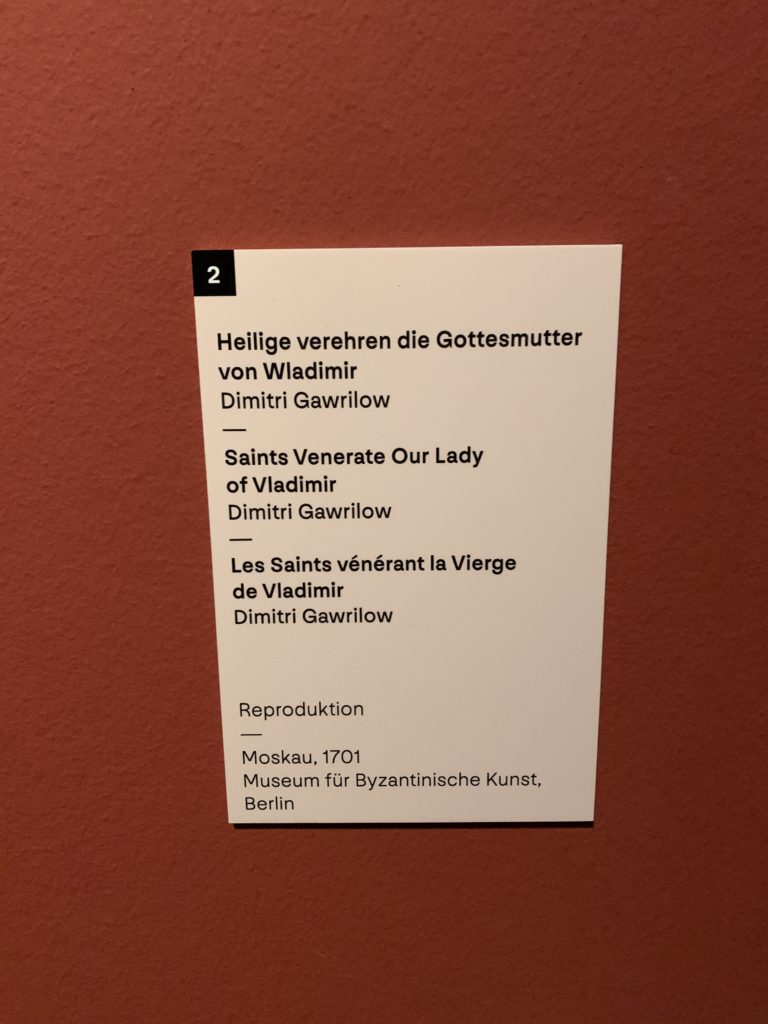 2
Heilige verehren die Gottesmutter
von Wladimir
Dimitri Gawrilow
—
Saints Venerate Our Lady
of Vladimir
Dimitri Gawrilow
—
Les Saints vénérant la Vierge
de Vladimir
Dimitri Gawrilow
Reproduktion
—
Moskau, 1701
Museum für Byzantinische Kunst,
Berlin